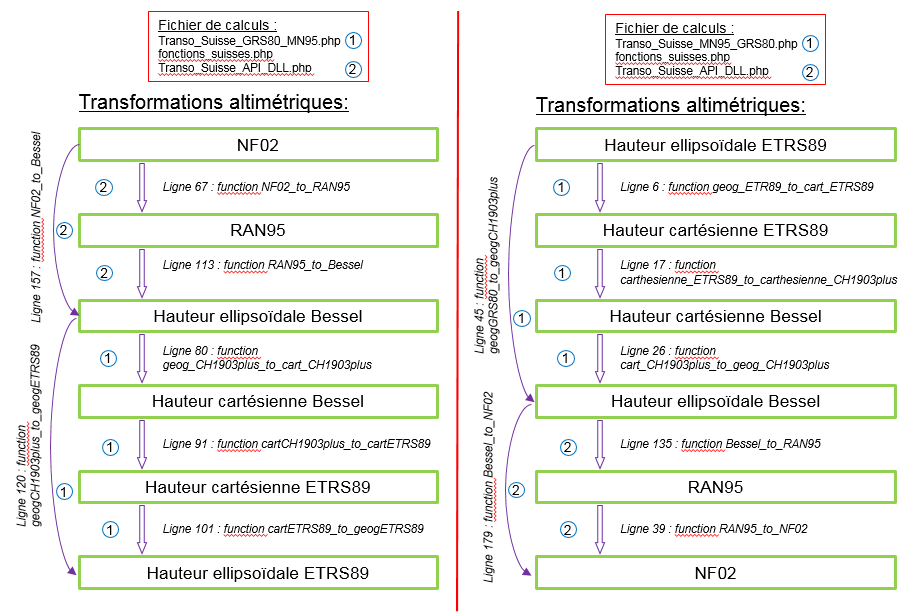 Fichier de calculs :
Transo_Suisse_GRS80_MN95.php 1
fonctions_suisses.php
Transo_Suisse_API_DLL.php 2
Transformations altimétriques:
NF02
2 Ligne 67 : function NF02_to_RAN95
RAN95
2 Ligne 113 : function RAN95_to_Bessel
Hauteur ellipsoïdale Bessel
1 Ligne 80 : function
geog_CH1903plus_to_cart_CH1903plus
Hauteur cartésienne Bessel
1 Ligne 91 : function cartCH1903plus_to_cartETRS89
Hauteur cartésienne ETRS89
1 Ligne 101 : function cartETRS89_to_geogETRS89
Hauteur ellipsoïdale ETRS89
Ligne 157 : function NF02_to_Bessel
2
Ligne 120 : function
geogCH1903plus_to_geogETRS89
1
Fichier de calculs :
Transo_Suisse_MN95_GRS80.php 1
fonctions_suisses.php
Transo_Suisse_API_DLL.php 2
Transformations altimétriques:
Hauteur ellipsoïdale ETRS89
1 Ligne 6 : function geog_ETR89_to_cart_ETRS89
Hauteur cartésienne ETRS89
1 Ligne 17 : function
carthesienne_ETRS89_to_carthesienne_CH1903plus
Hauteur cartésienne Bessel
1 Ligne 26 : function
cart_CH1903plus_to_geog_CH1903plus
Hauteur ellipsoïdale Bessel
2 Ligne 135 : function Bessel_to_RAN95
RAN95
2 Ligne 39 : function RAN95_to_NF02
NF02
Ligne 45 : function
geogGRS80_to_geogCH1903plus
1
Ligne 179 : function Bessel_to_NF02
2